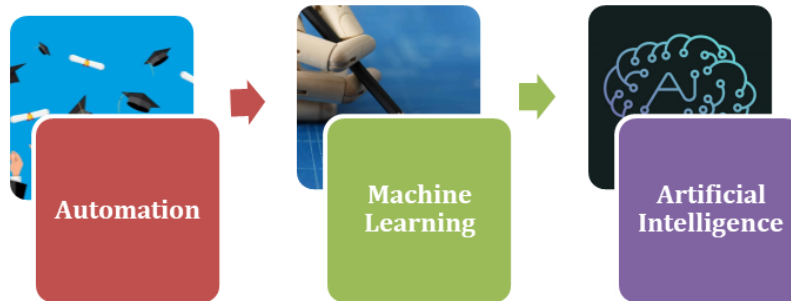 Automation
Machine
Learning
AI
Artificial
Intelligence